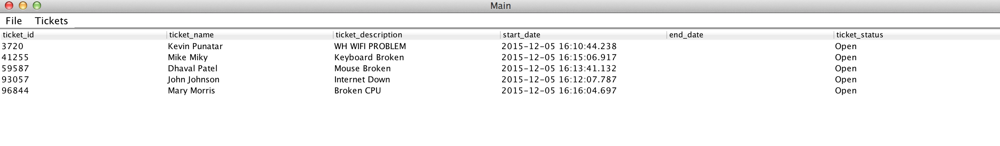 Main
File Tickets
ticket_id ticket_name ticket_description start_date end_date ticket_status
3720 Kevin Punatar WH WIFI PROBLEM 2015-12-05 16:10:44.238 Open
41255 Mike Miky Keyboard Broken 2015-12-05 16:15:06.917 Open
59587 Dhaval Patel Mouse Broken 2015-12-05 16:13:41.132 Open
93057 John Johnson Internet Down 2015-12-05 16:12:07.787 Open
96844 Mary Morris Broken CPU 2015-12-05 16:16:04.697 Open